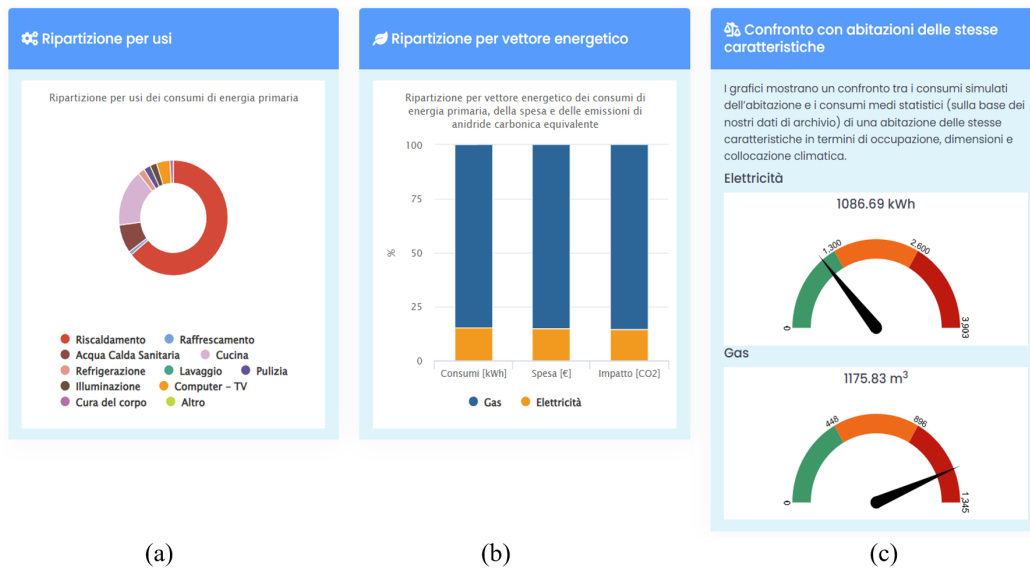 Ripartizione per usi
Ripartizione per usi dei consumi di energia primaria
Riscaldamento
Raffrescamento
Acqua Calda Sanitaria
Cucina
Refrigerazione
Lavaggio
Pulizia
Illuminazione
Computer – TV
Cura del corpo
Altro
(a)
Ripartizione per vettore energetico
Ripartizione per vettore energetico dei consumi di
energia primaria, della spesa e delle emissioni di
anidride carbonica equivalente
100
75
50
25
0
%
Consumi [kWh]
Spesa [€]
Impatto [CO2]
Gas
Elettricità
(b)
Confronto con abitazioni delle stesse
caratteristiche
I grafici mostrano un confronto tra i consumi simulati
dell'abitazione e i consumi medi statistici (sulla base dei
nostri dati di archivio) di una abitazione delle stesse
caratteristiche in termini di occupazione, dimensioni e
collocazione climatica.
Elettricità
1086.69 kWh
0
1,300
2,600
3,903
Gas
1175.83 m³
0
448
896
1,345
(c)